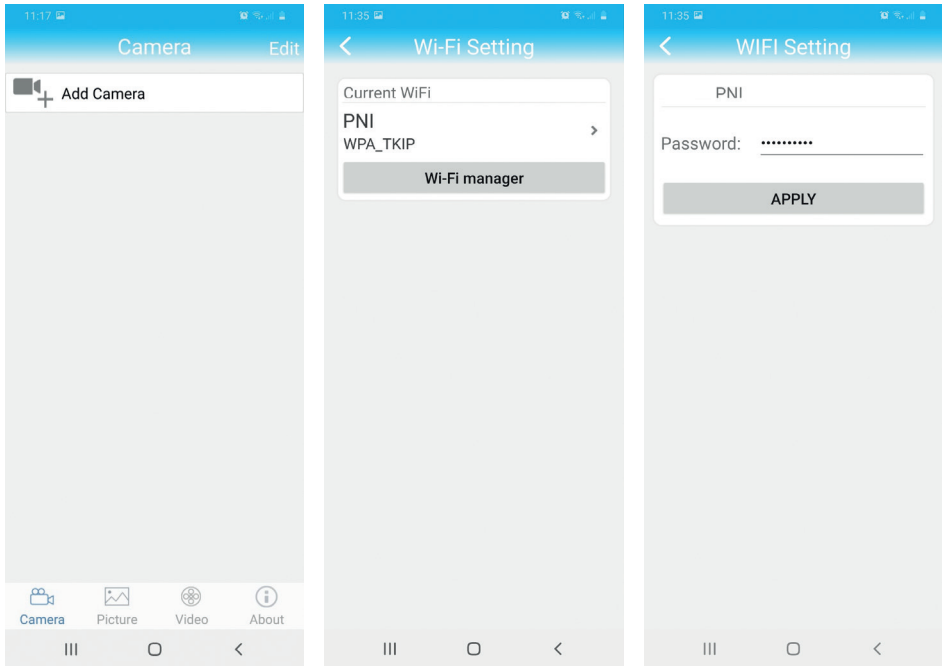 11:17
Camera
Edit
Add Camera
Camera
Picture
Video
About
11:35
Wi-Fi Setting
Current WiFi
PNI
WPA_TKIP
Wi-Fi manager
11:35
WIFI Setting
PNI
Password: ••••••••••
APPLY